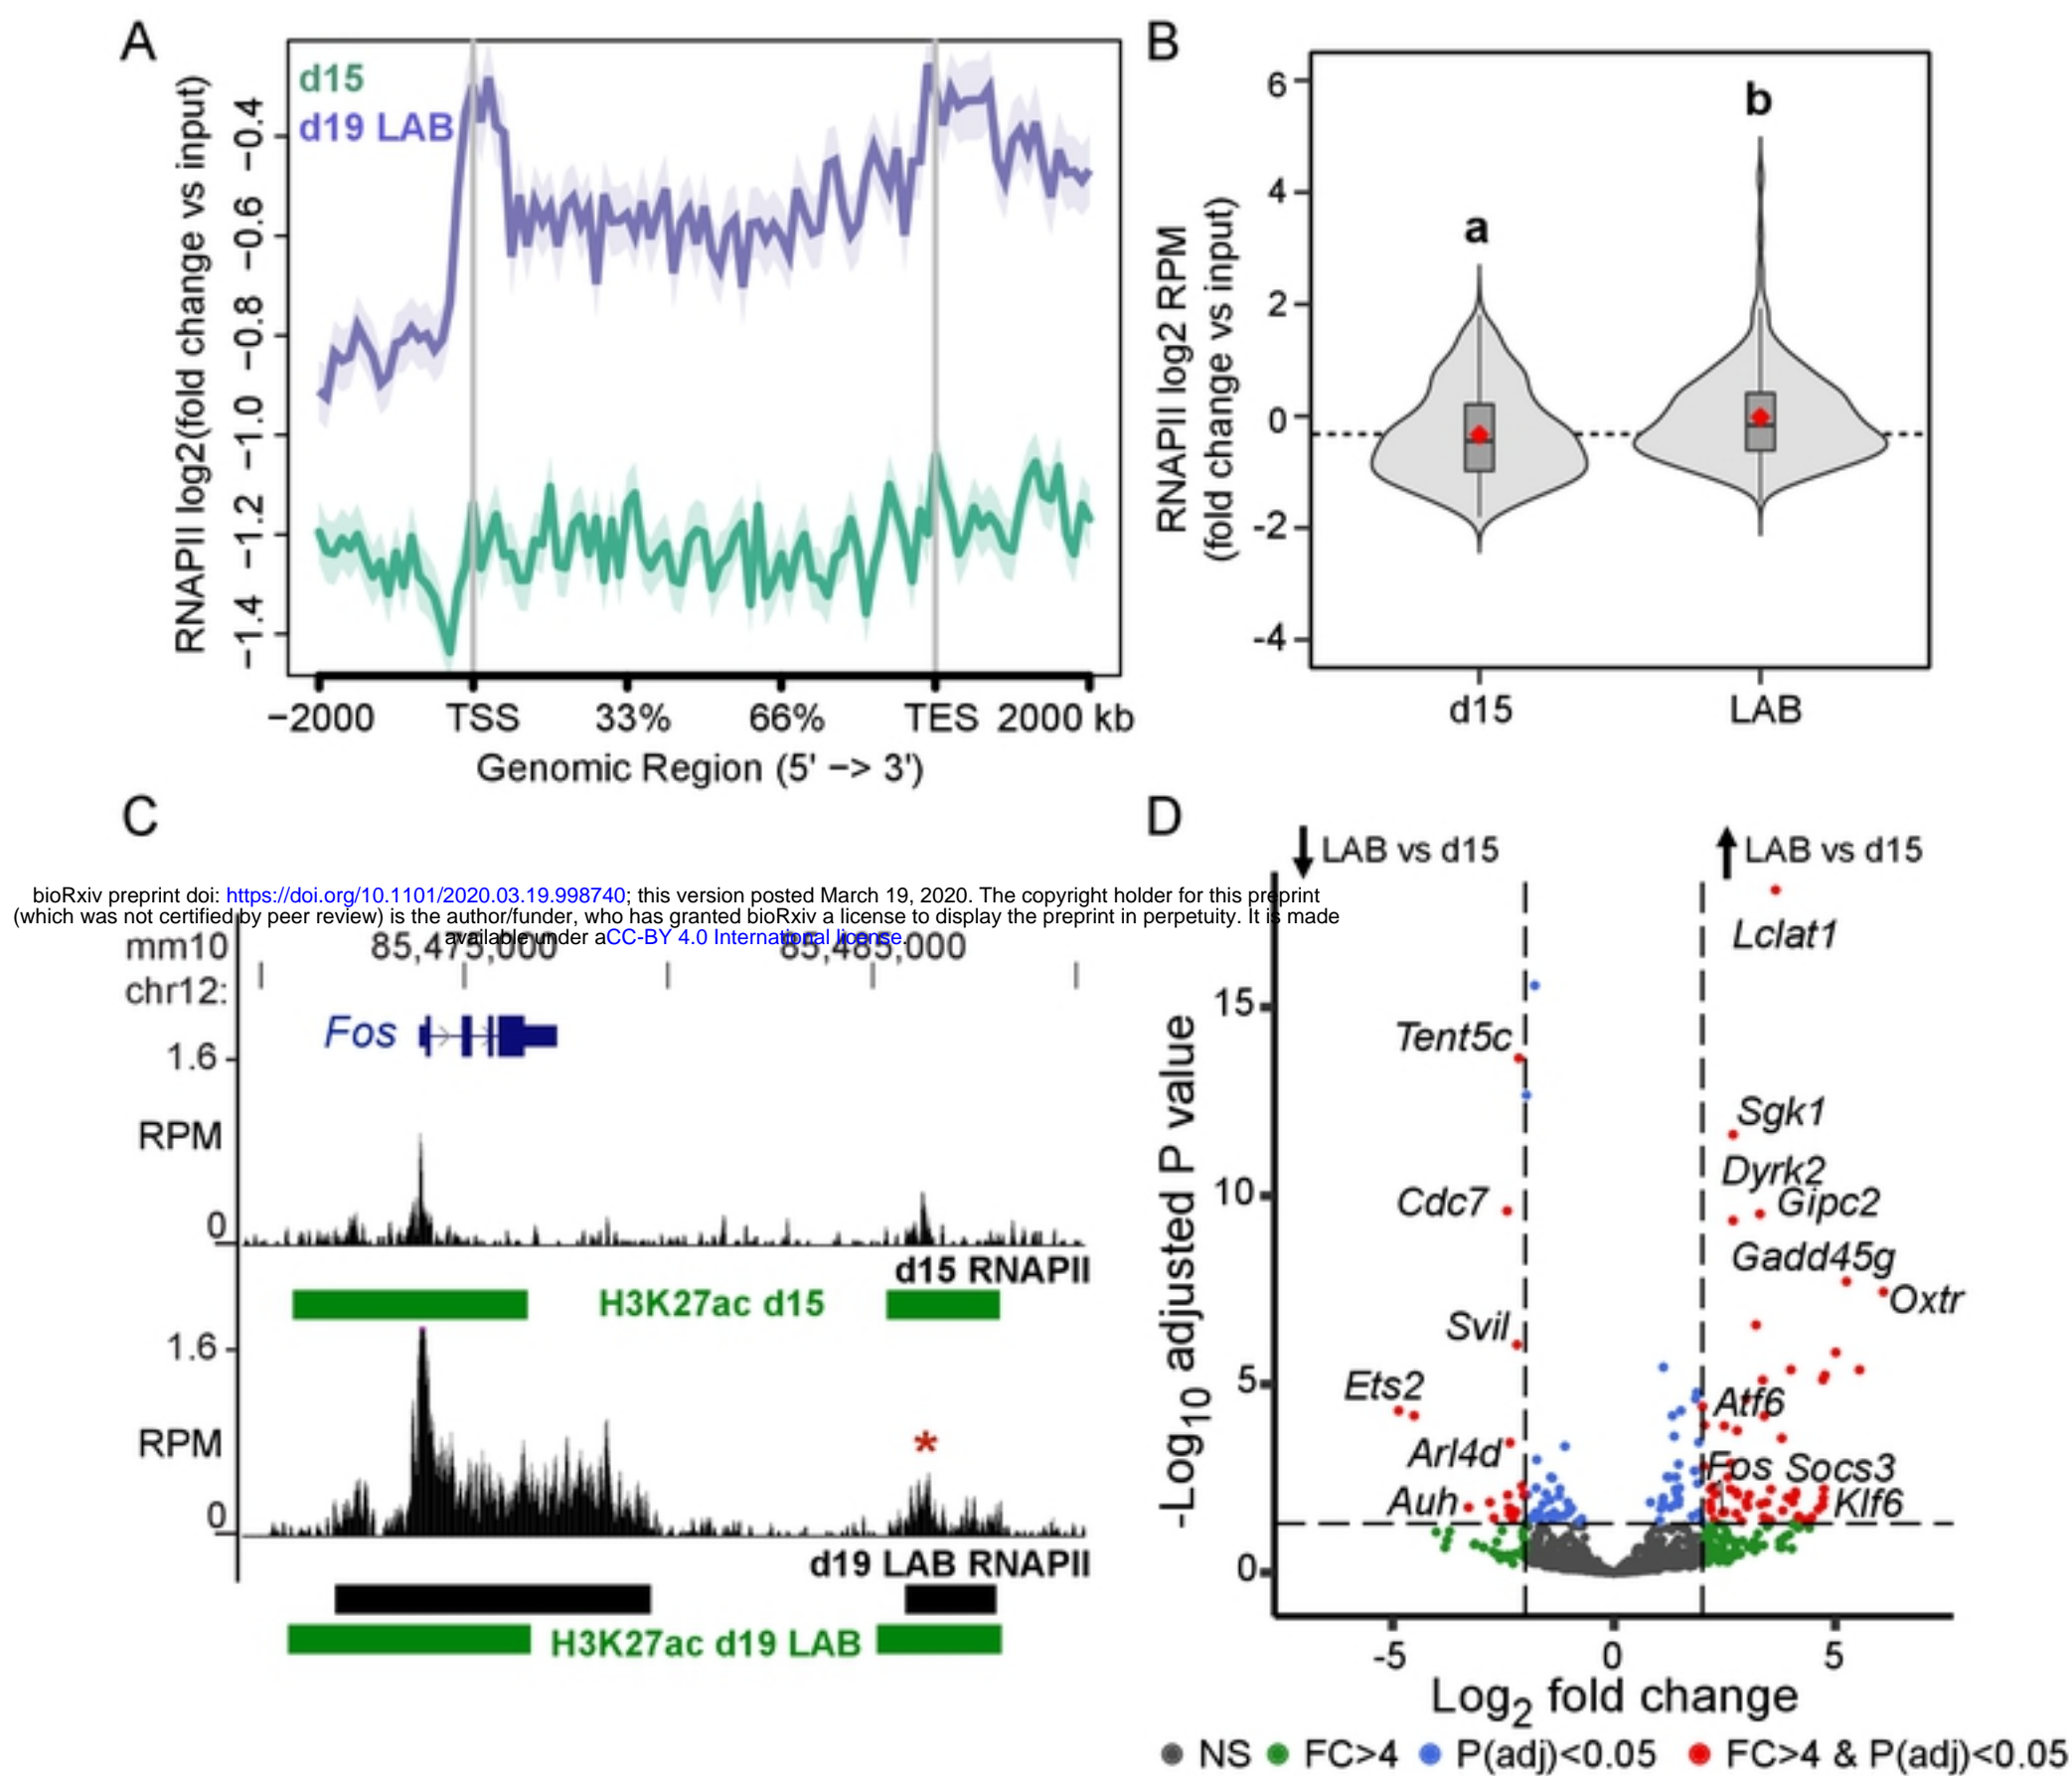 A
d15
d19 LAB
RNAPII log2(fold change vs input)
−0.4
−0.6
−0.8
−1.0
−1.2
−1.4
−2000 TSS 33% 66% TES 2000 kb
Genomic Region (5' −> 3')
B
RNAPII log2 RPM
(fold change vs input)
6
4
2
0
-2
-4
a
b
d15 LAB
C
bioRxiv preprint doi: https://doi.org/10.1101/2020.03.19.998740; this version posted March 19, 2020. The copyright holder for this preprint
(which was not certified by peer review) is the author/funder, who has granted bioRxiv a license to display the preprint in perpetuity. It is made
available under aCC-BY 4.0 International license.
mm10 85,475,000 85,485,000
chr12:
Fos
1.6
RPM
0
d15 RNAPII
H3K27ac d15
1.6
RPM
*
0
d19 LAB RNAPII
H3K27ac d19 LAB
D
LAB vs d15 LAB vs d15
-Log10 adjusted P value
15
10
5
0
Lclat1
Tent5c
Sgk1
Dyrk2
Cdc7 Gipc2
Gadd45g
Oxtr
Svil
Ets2
Atf6
Arl4d
Fos Socs3
Auh Klf6
-5 0 5
Log2 fold change
NS FC>4 P(adj)<0.05 FC>4 & P(adj)<0.05